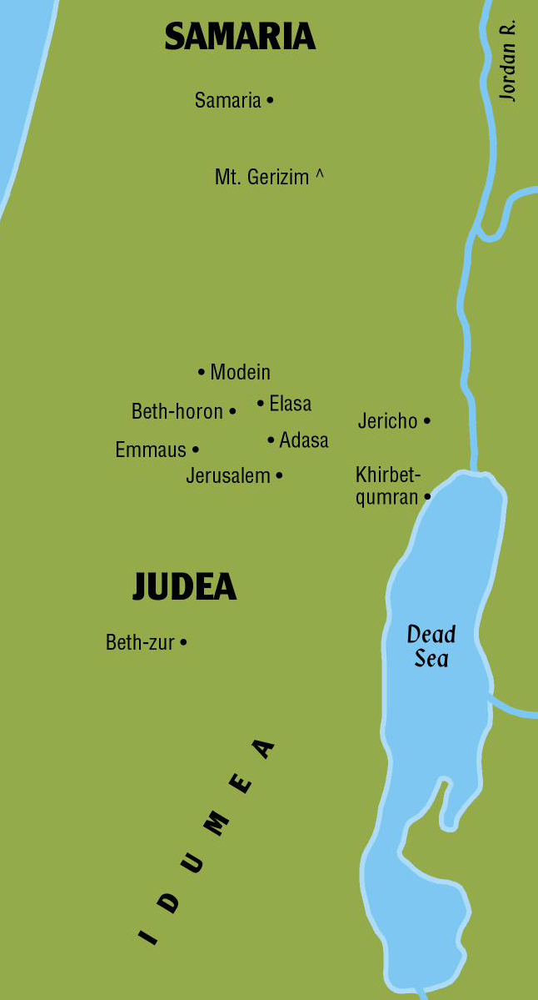 SAMARIA
Jordan R.
Samaria
Mt. Gerizim ^
Modein
Elasa
Beth-horon
Jericho
Adasa
Emmaus
Jerusalem
Khirbet-
qumran
JUDEA
Dead
Sea
Beth-zur
IDUMEA